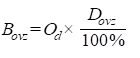 B_ovz = O_d × D_ovz / 100%